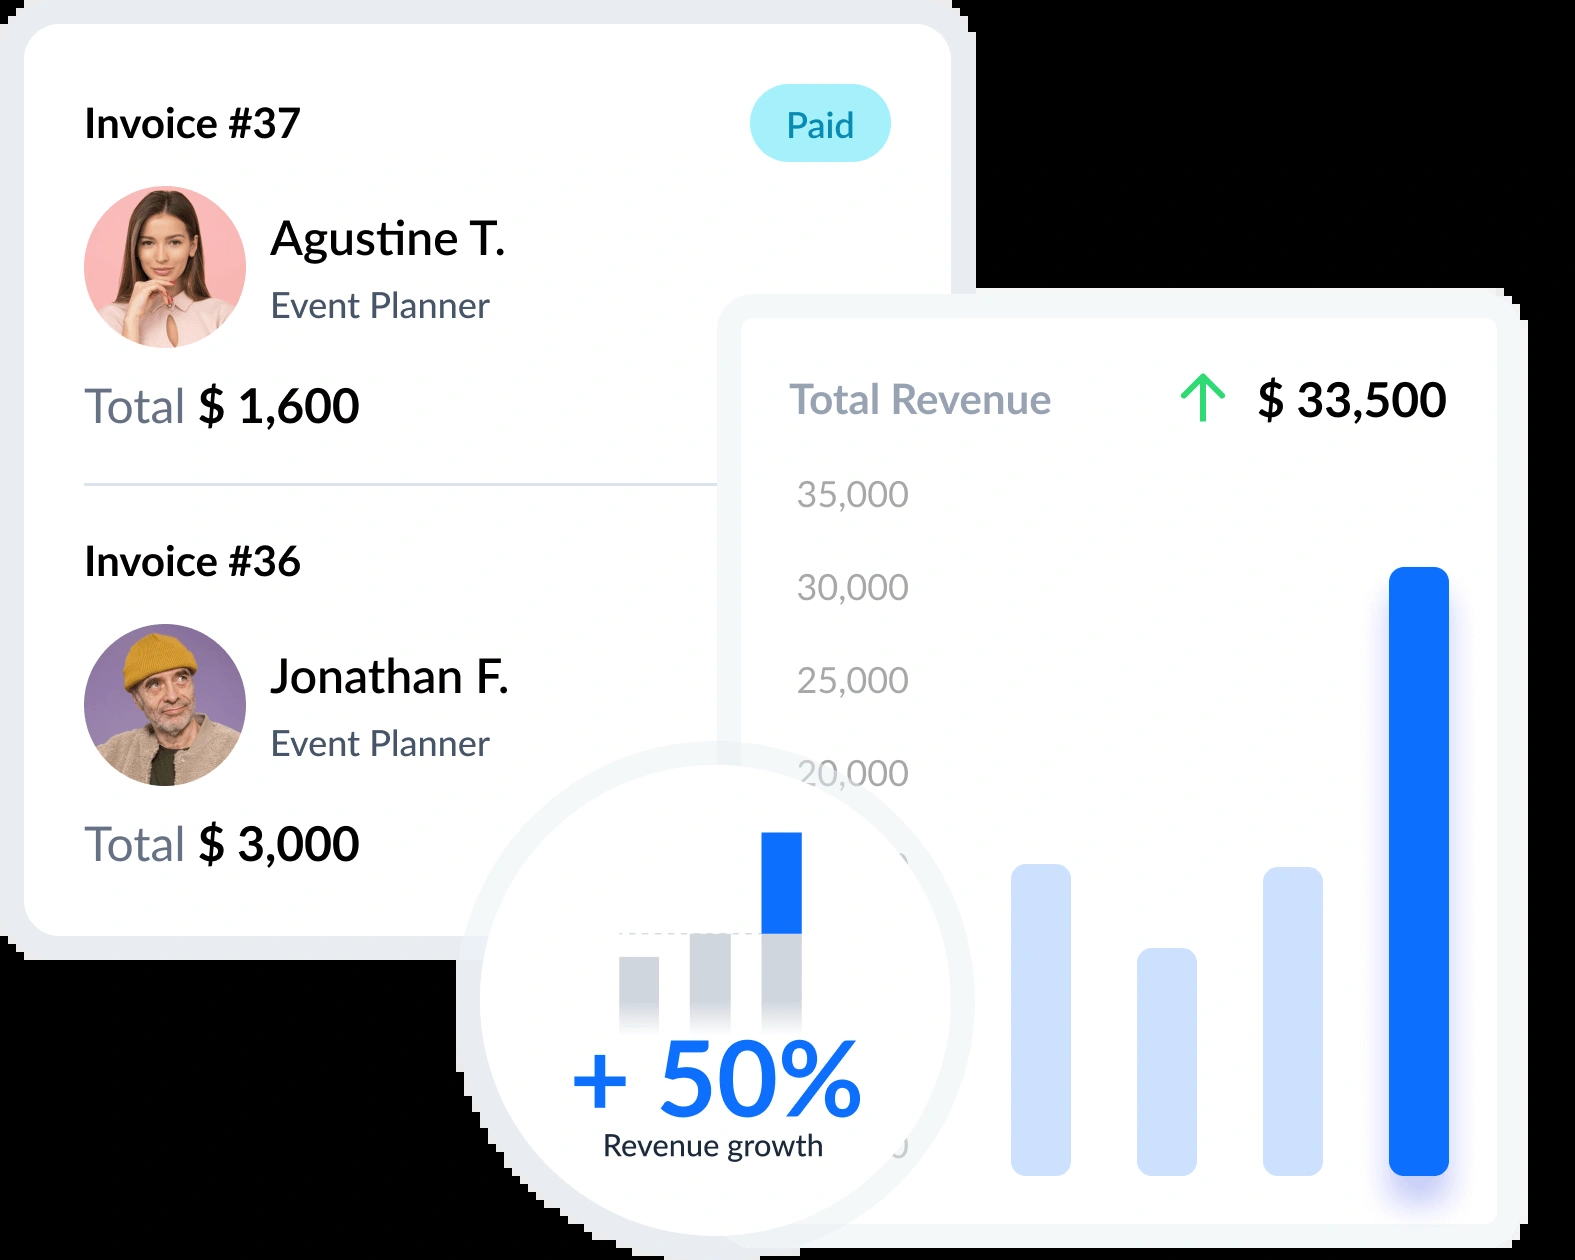 Invoice #37
Paid
Agustine T.
Event Planner
Total $ 1,600
Invoice #36
Jonathan F.
Event Planner
Total $ 3,000
Total Revenue
$ 33,500
35,000
30,000
25,000
20,000
+ 50%
Revenue growth